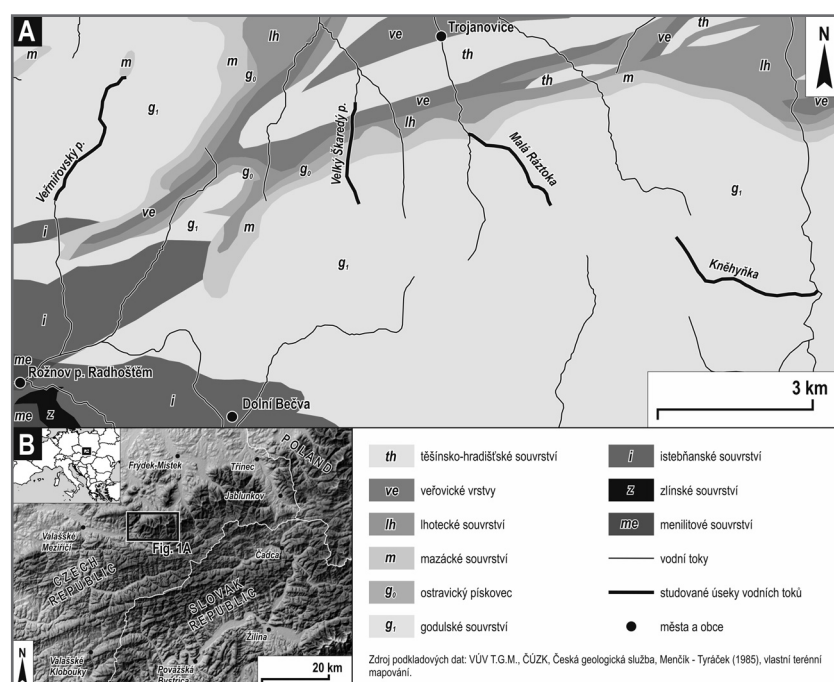 A
Trojanovice
m
m
lh
ve
th
th
g₀
lh
th
m
ve
g₁
ve
lh
Veřmiřovský p.
g₀
g₀
Velký Škaredý p.
Malá Ráztoka
g₁
ve
g₁
m
i
g₁
Kněhyňka
i
me
Rožnov p. Radhoštěm
i
me
z
Dolní Bečva
N
3 km
B
POLAND
Frýdek-Místek
Třinec
Jablunkov
Valašské
Meziříčí
Fig. 1A
Čadca
CZECH
REPUBLIC
SLOVAK
REPUBLIC
Žilina
Valašské
Klobouky
Považská
Bystrica
N
20 km
th těšínsko-hradišťské souvrství
ve veřovické vrstvy
lh lhotecké souvrství
m mazácké souvrství
g₀ ostravický pískovec
g₁ godulské souvrství
i istebňanské souvrství
z zlínské souvrství
me menilitové souvrství
vodní toky
studované úseky vodních toků
města a obce
Zdroj podkladových dat: VÚV T.G.M., ČÚZK, Česká geologická služba, Menčík - Tyráček (1985), vlastní terénní
mapování.